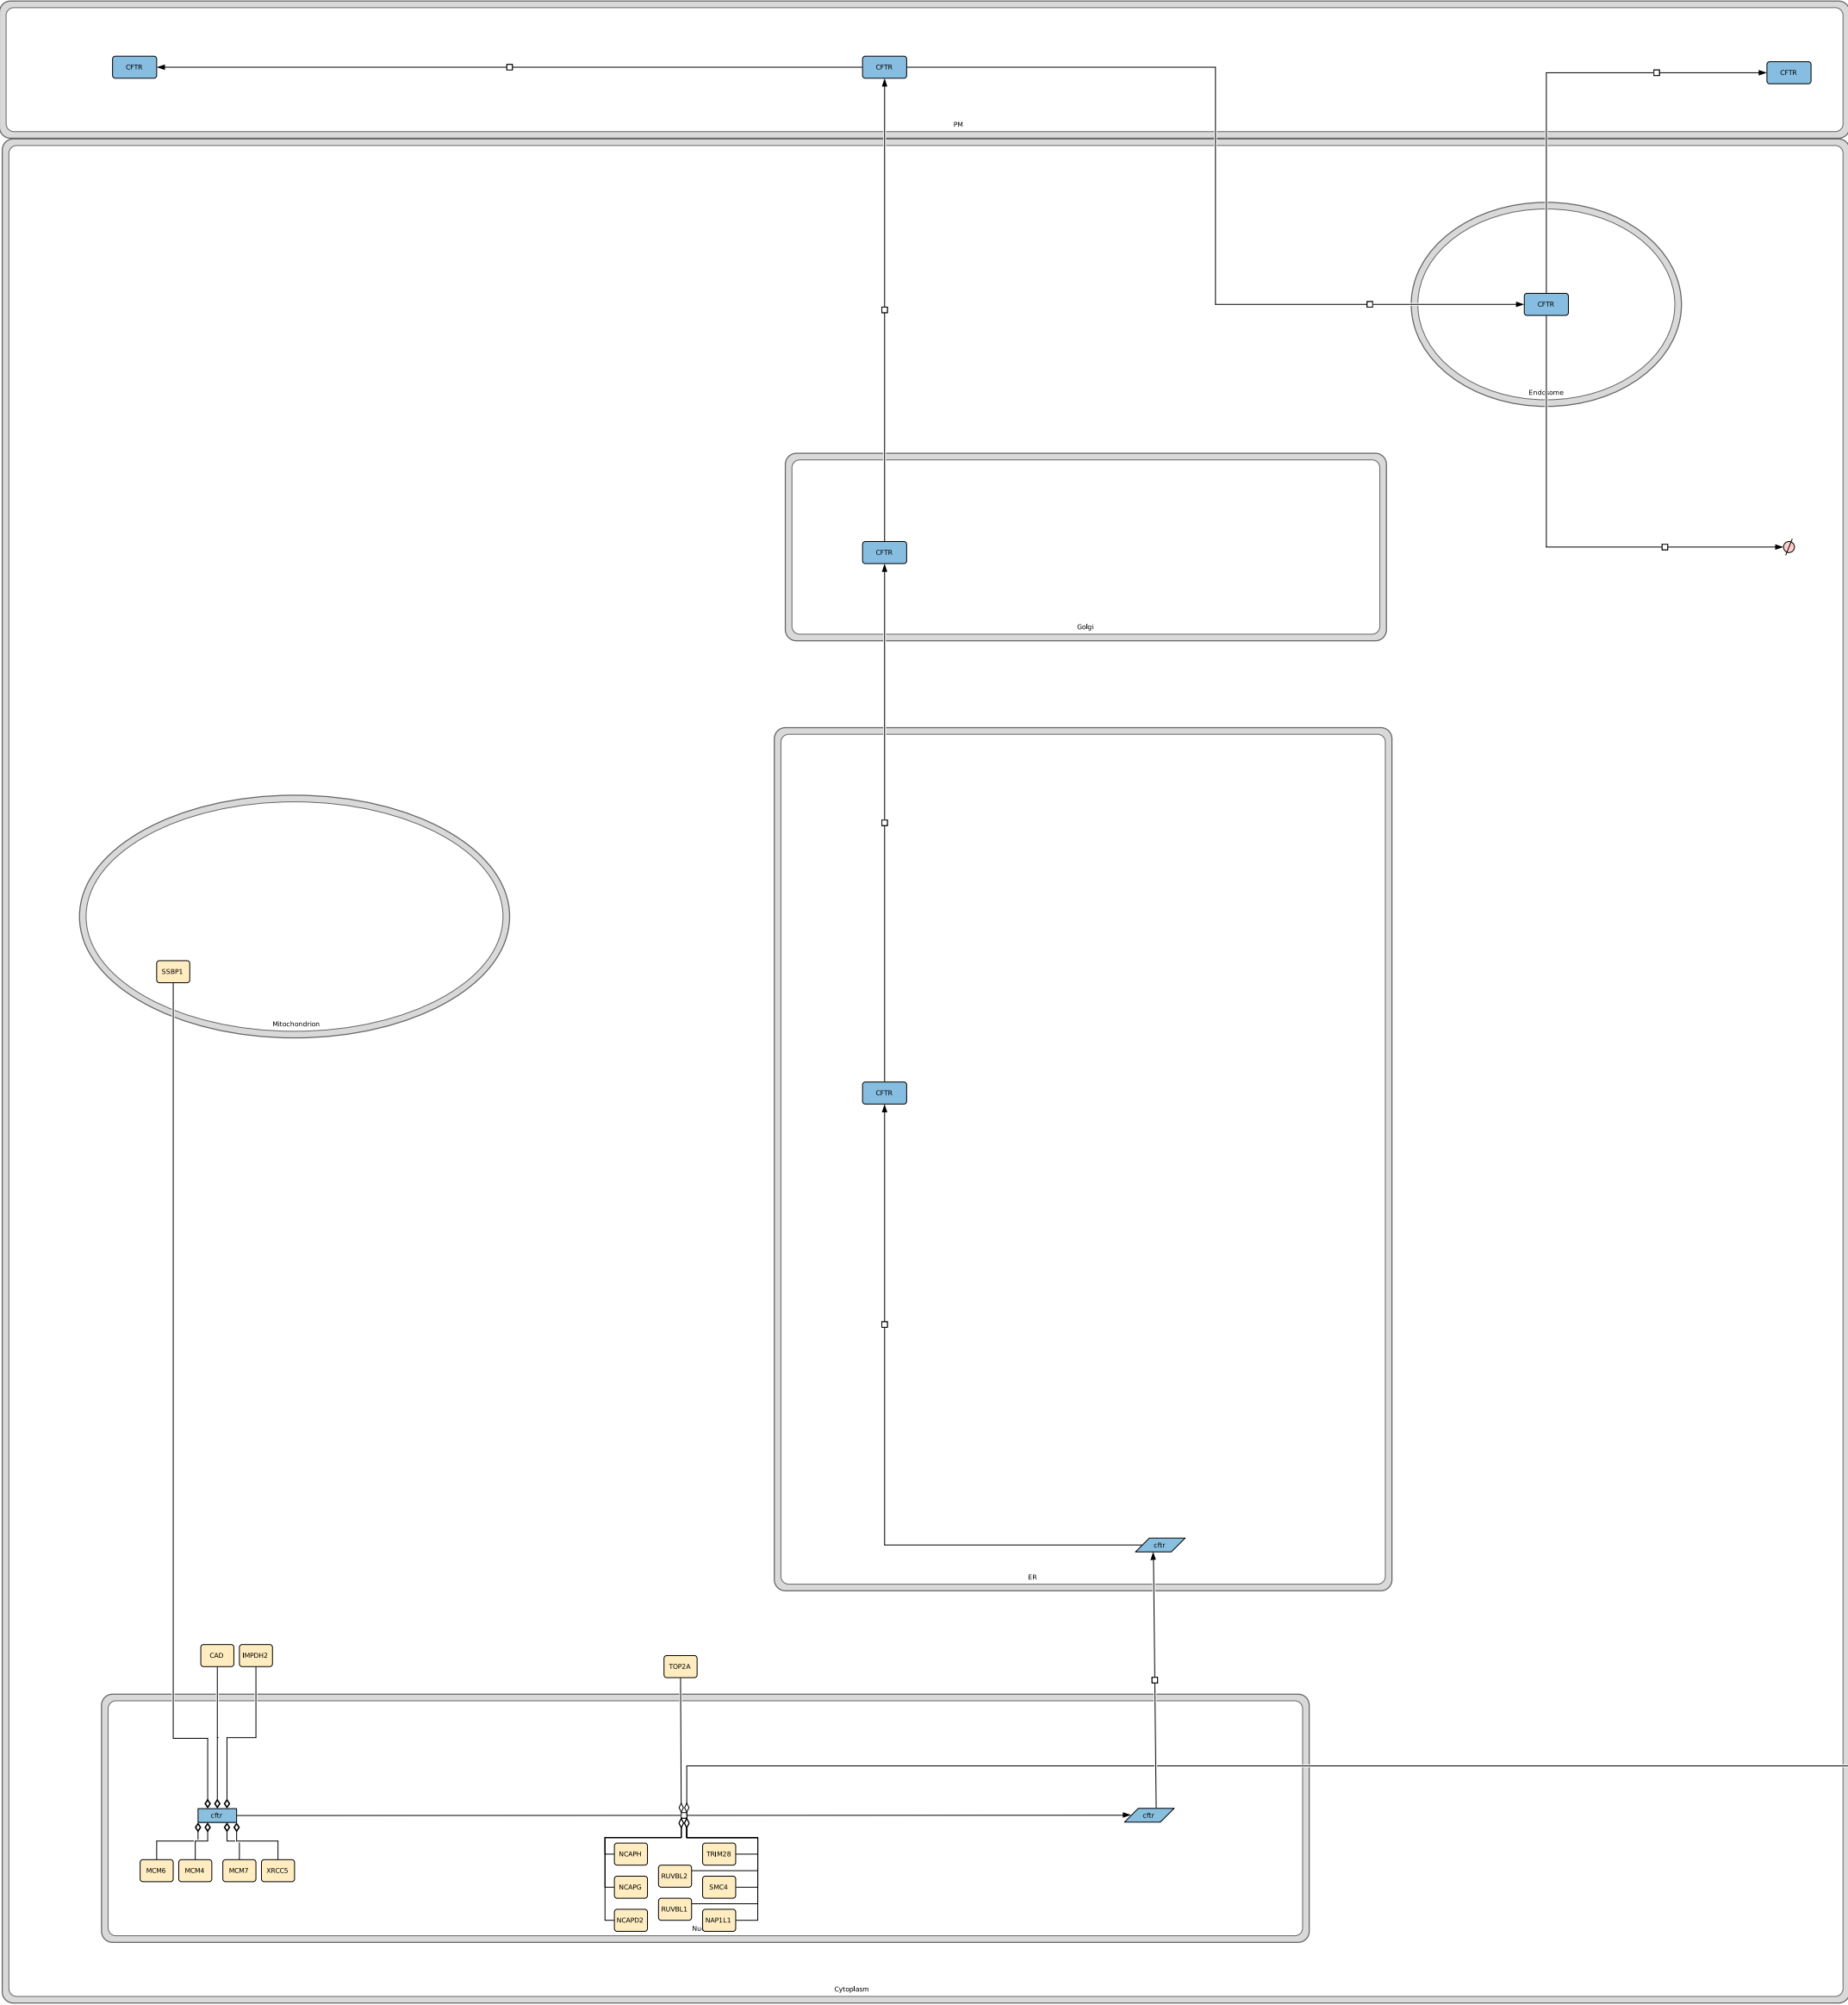 CFTR
CFTR
CFTR
PM
CFTR
Endosome
CFTR
Golgi
SSBP1
Mitochondrion
CFTR
cftr
ER
CAD
IMPDH2
TOP2A
cftr
cftr
MCM6
MCM4
MCM7
XRCC5
NCAPH
TRIM28
RUVBL2
NCAPG
SMC4
RUVBL1
NCAPD2
NAP1L1
Nu
Cytoplasm